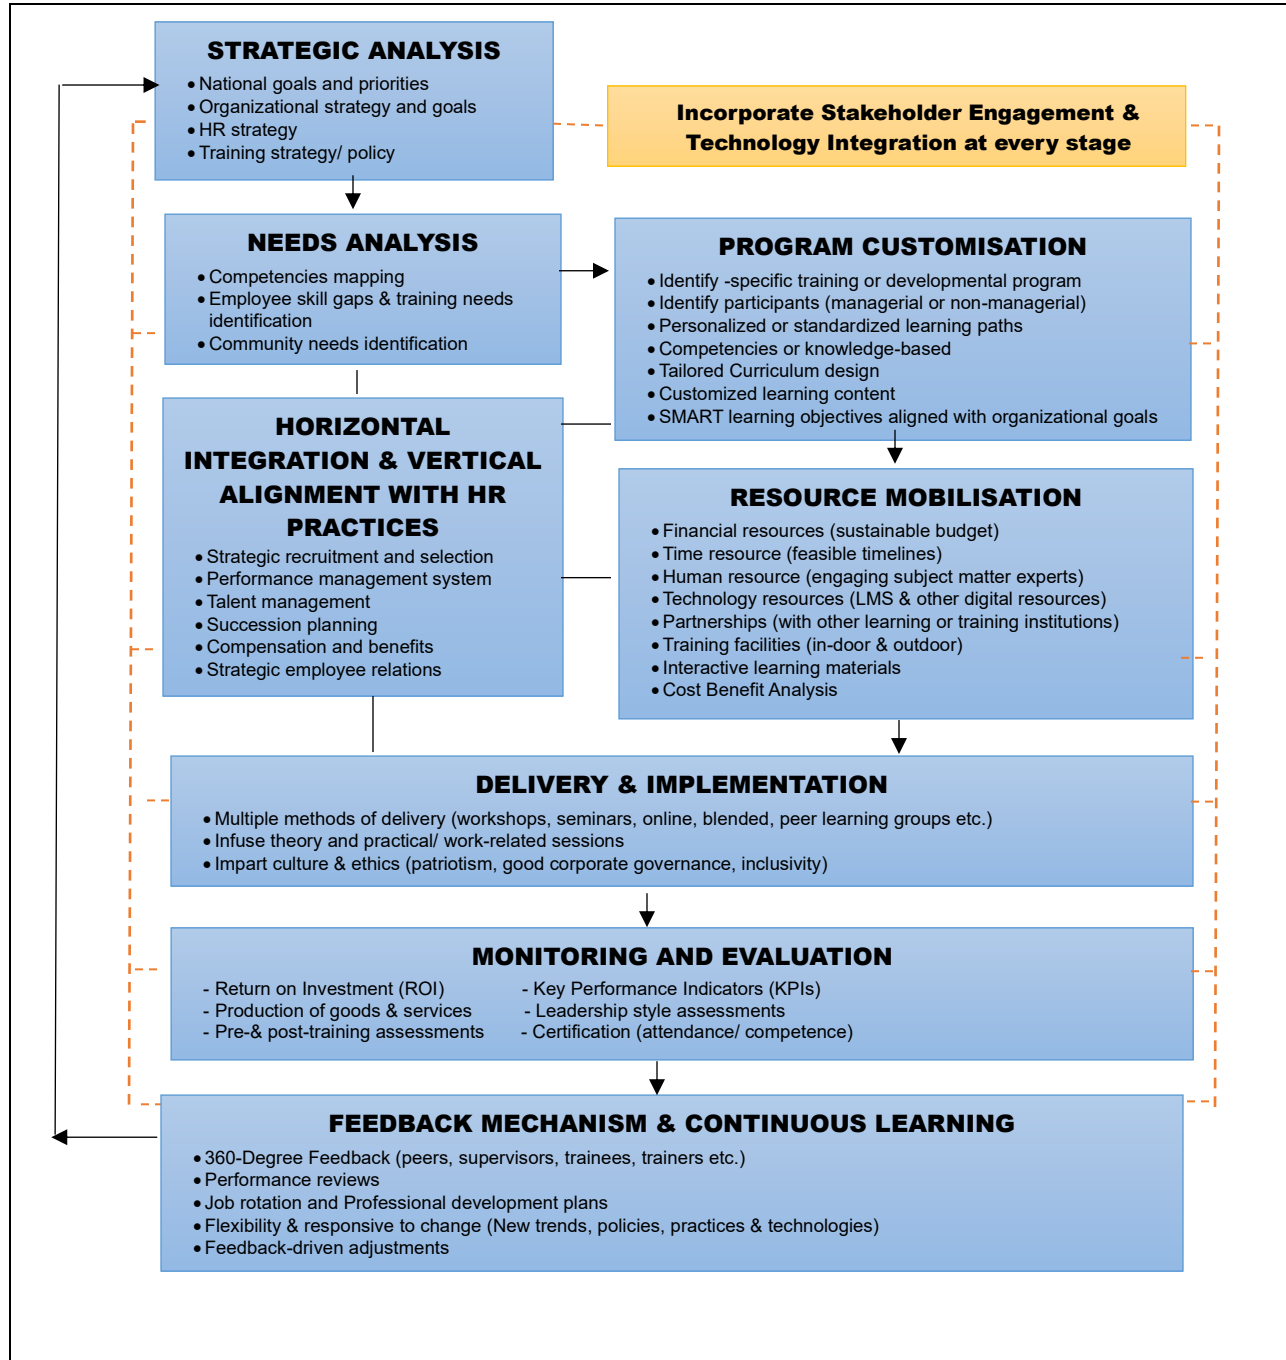 STRATEGIC ANALYSIS
• National goals and priorities
• Organizational strategy and goals
• HR strategy
• Training strategy/ policy
Incorporate Stakeholder Engagement &
Technology Integration at every stage
NEEDS ANALYSIS
• Competencies mapping
• Employee skill gaps & training needs
identification
• Community needs identification
PROGRAM CUSTOMISATION
• Identify -specific training or developmental program
• Identify participants (managerial or non-managerial)
• Personalized or standardized learning paths
• Competencies or knowledge-based
• Tailored Curriculum design
• Customized learning content
• SMART learning objectives aligned with organizational goals
HORIZONTAL
INTEGRATION & VERTICAL
ALIGNMENT WITH HR
PRACTICES
• Strategic recruitment and selection
• Performance management system
• Talent management
• Succession planning
• Compensation and benefits
• Strategic employee relations
RESOURCE MOBILISATION
• Financial resources (sustainable budget)
• Time resource (feasible timelines)
• Human resource (engaging subject matter experts)
• Technology resources (LMS & other digital resources)
• Partnerships (with other learning or training institutions)
• Training facilities (in-door & outdoor)
• Interactive learning materials
• Cost Benefit Analysis
DELIVERY & IMPLEMENTATION
• Multiple methods of delivery (workshops, seminars, online, blended, peer learning groups etc.)
• Infuse theory and practical/ work-related sessions
• Impart culture & ethics (patriotism, good corporate governance, inclusivity)
MONITORING AND EVALUATION
- Return on Investment (ROI) - Key Performance Indicators (KPIs)
- Production of goods & services - Leadership style assessments
- Pre-& post-training assessments - Certification (attendance/ competence)
FEEDBACK MECHANISM & CONTINUOUS LEARNING
• 360-Degree Feedback (peers, supervisors, trainees, trainers etc.)
• Performance reviews
• Job rotation and Professional development plans
• Flexibility & responsive to change (New trends, policies, practices & technologies)
• Feedback-driven adjustments